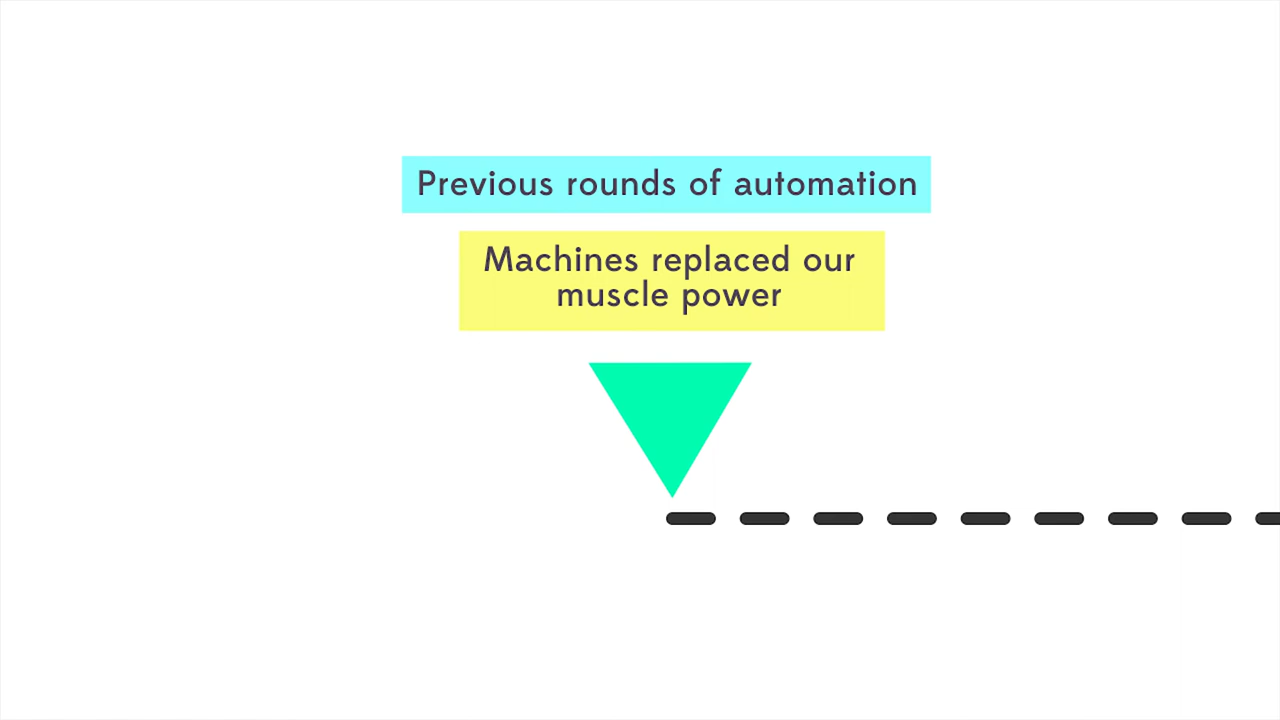 Previous rounds of automation
Machines replaced our
muscle power